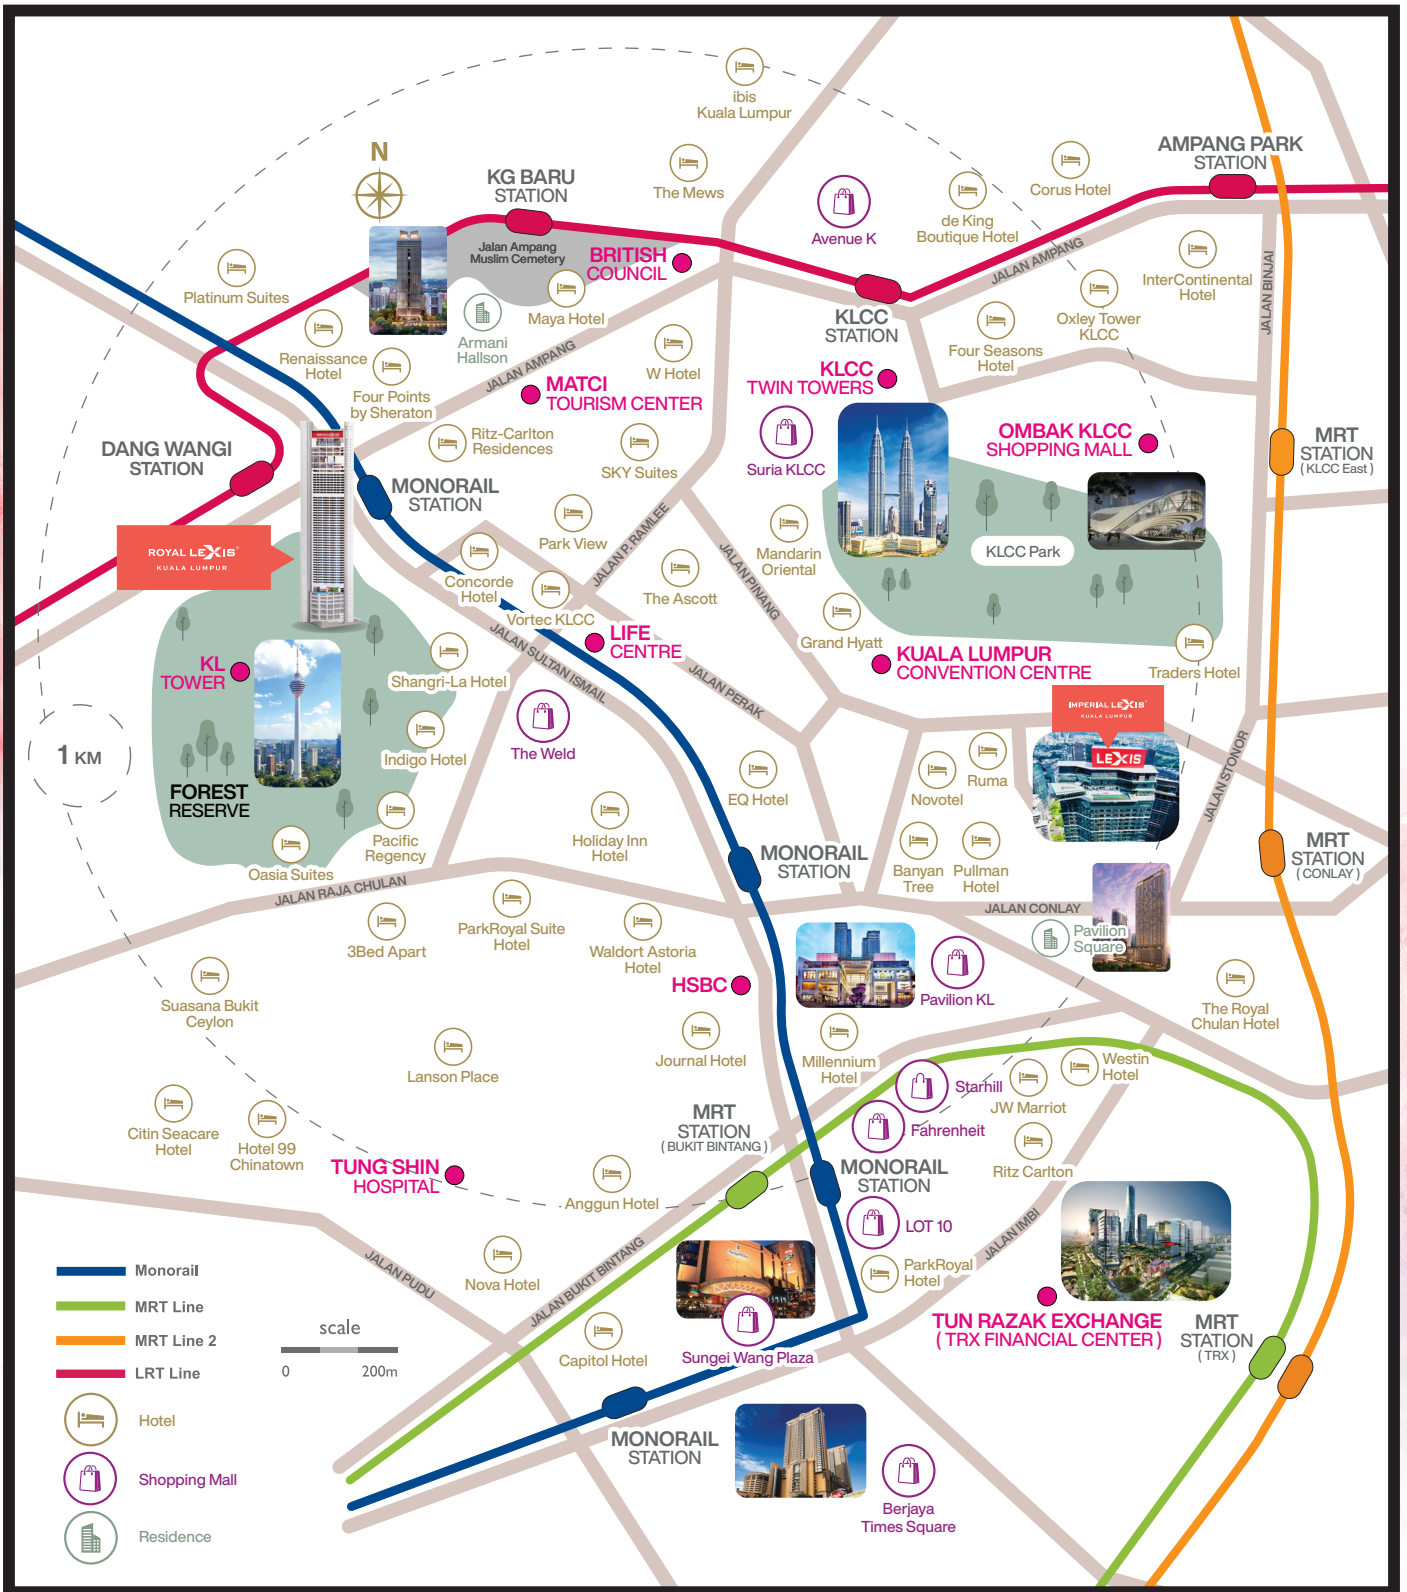 ibis
Kuala Lumpur
N
KG BARU
STATION
The Mews
Corus Hotel
AMPANG PARK
STATION
Avenue K
de King
Boutique Hotel
Jalan Ampang
Muslim Cemetery
BRITISH
COUNCIL
JALAN AMPANG
InterContinental
Hotel
JALAN BINJAI
Platinum Suites
Maya Hotel
Armani
Hallson
KLCC
STATION
Oxley Tower
KLCC
Four Seasons
Hotel
Renaissance
Hotel
JALAN AMPANG
W Hotel
Four Points
by Sheraton
MATCI
TOURISM CENTER
KLCC
TWIN TOWERS
DANG WANGI
STATION
Ritz-Carlton
Residences
SKY Suites
Suria KLCC
OMBAK KLCC
SHOPPING MALL
MRT
STATION
( KLCC East )
MONORAIL
STATION
Park View
JALAN P. RAMLEE
Mandarin
Oriental
KLCC Park
ROYAL LEXIS
KUALA LUMPUR
Concorde
Hotel
Vortec KLCC
The Ascott
JALAN PINANG
JALAN SULTAN ISMAIL
LIFE
CENTRE
Grand Hyatt
KUALA LUMPUR
CONVENTION CENTRE
Traders Hotel
KL
TOWER
Shangri-La Hotel
JALAN PERAK
IMPERIAL LEXIS
KUALA LUMPUR
LEXIS
1 KM
The Weld
Indigo Hotel
FOREST
RESERVE
EQ Hotel
Novotel
Ruma
JALAN STONOR
Pacific
Regency
Holiday Inn
Hotel
MONORAIL
STATION
Banyan
Tree
Pullman
Hotel
MRT
STATION
( CONLAY )
Oasia Suites
JALAN RAJA CHULAN
JALAN CONLAY
3Bed Apart
ParkRoyal Suite
Hotel
Waldort Astoria
Hotel
Pavilion
Square
HSBC
Pavilion KL
Suasana Bukit
Ceylon
The Royal
Chulan Hotel
Lanson Place
Journal Hotel
Millennium
Hotel
Westin
Hotel
Starhill
JW Marriot
Citin Seacare
Hotel
Hotel 99
Chinatown
MRT
STATION
( BUKIT BINTANG )
Fahrenheit
Ritz Carlton
TUNG SHIN
HOSPITAL
Anggun Hotel
MONORAIL
STATION
LOT 10
JALAN IMBI
JALAN PUDU
Nova Hotel
JALAN BUKIT BINTANG
ParkRoyal
Hotel
Monorail
MRT Line
MRT Line 2
LRT Line
scale
0 200m
TUN RAZAK EXCHANGE
( TRX FINANCIAL CENTER )
MRT
STATION
( TRX )
Capitol Hotel
Sungei Wang Plaza
Hotel
Shopping Mall
Residence
MONORAIL
STATION
Berjaya
Times Square